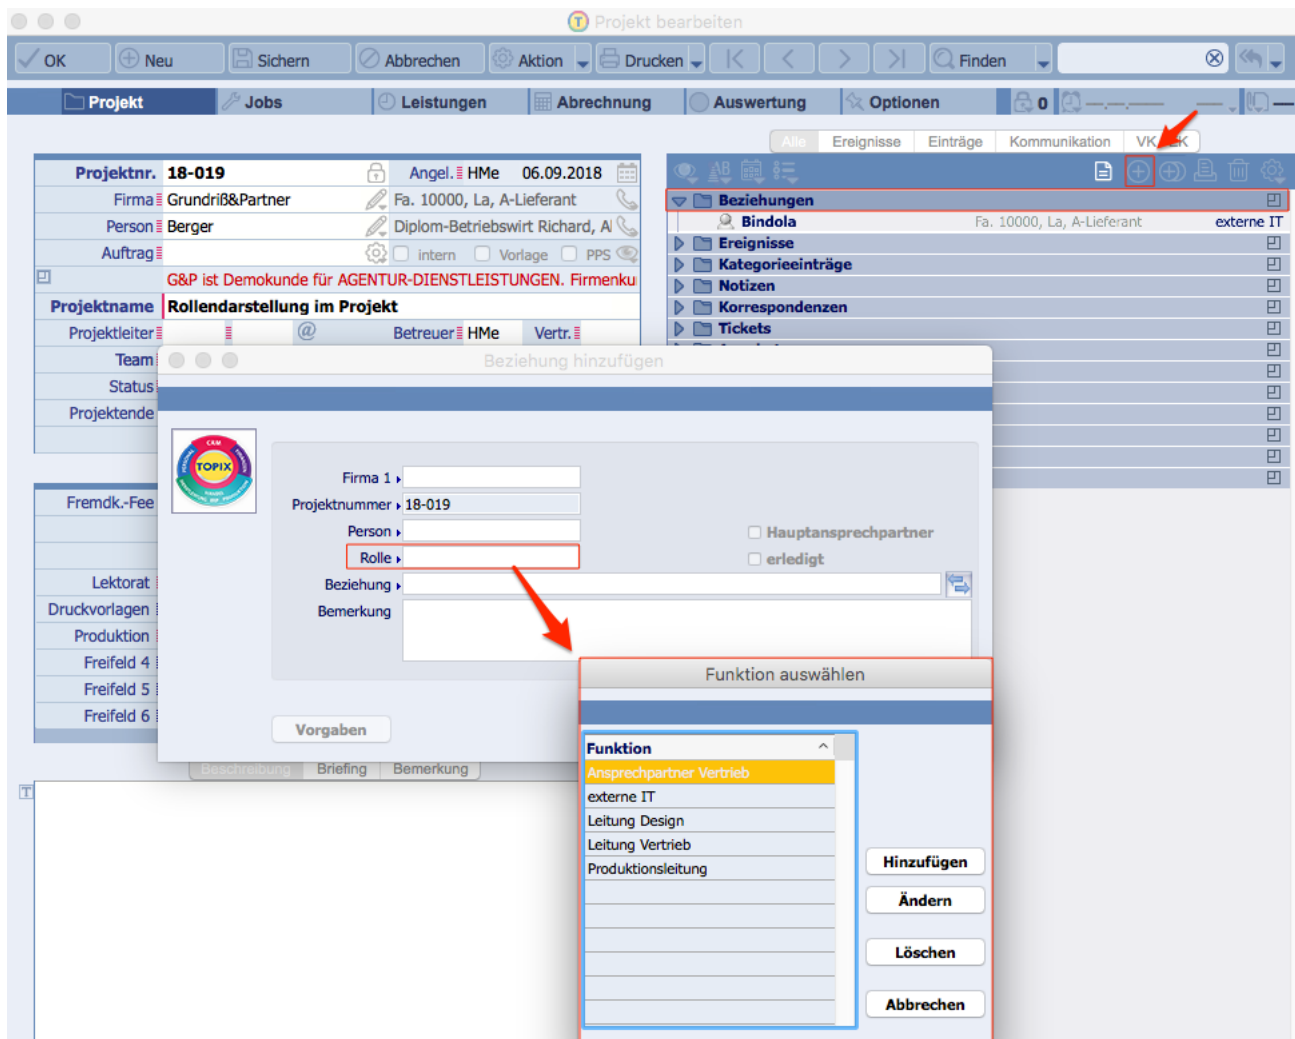 Projekt bearbeiten
OK Neu Sichern Abbrechen Aktion Drucken Finden
Projekt Jobs Leistungen Abrechnung Auswertung Optionen 0
Alle Ereignisse Einträge Kommunikation
Projektnr. 18-019 Angel. HMe 06.09.2018
Firma Grundriß&Partner Fa. 10000, La, A-Lieferant
Person Berger Diplom-Betriebswirt Richard,
Auftrag intern Vorlage PPS
G&P ist Demokunde für AGENTUR-DIENSTLEISTUNGEN.
Projektname Rollendarstellung im Projekt
Projektleiter @ Betreuer HMe Vertr.
Team
Status
Projektende
Beziehungen
Bindola Fa. 10000, La, A-Lieferant externe IT
Ereignisse
Kategorieeinträge
Notizen
Korrespondenzen
Tickets
Fremdk.-Fee
Lektorat
Druckvorlagen
Produktion
Freifeld 4
Freifeld 5
Freifeld 6
Beziehung hinzufügen
CRM
TOPIX
Firma 1
Projektnummer 18-019
Person Hauptansprechpartner
Rolle erledigt
Beziehung
Bemerkung
Vorgaben
Beschreibung Briefing Bemerkung
T
Funktion auswählen
Funktion
Ansprechpartner Vertrieb
externe IT
Leitung Design
Leitung Vertrieb
Produktionsleitung
Hinzufügen
Ändern
Löschen
Abbrechen